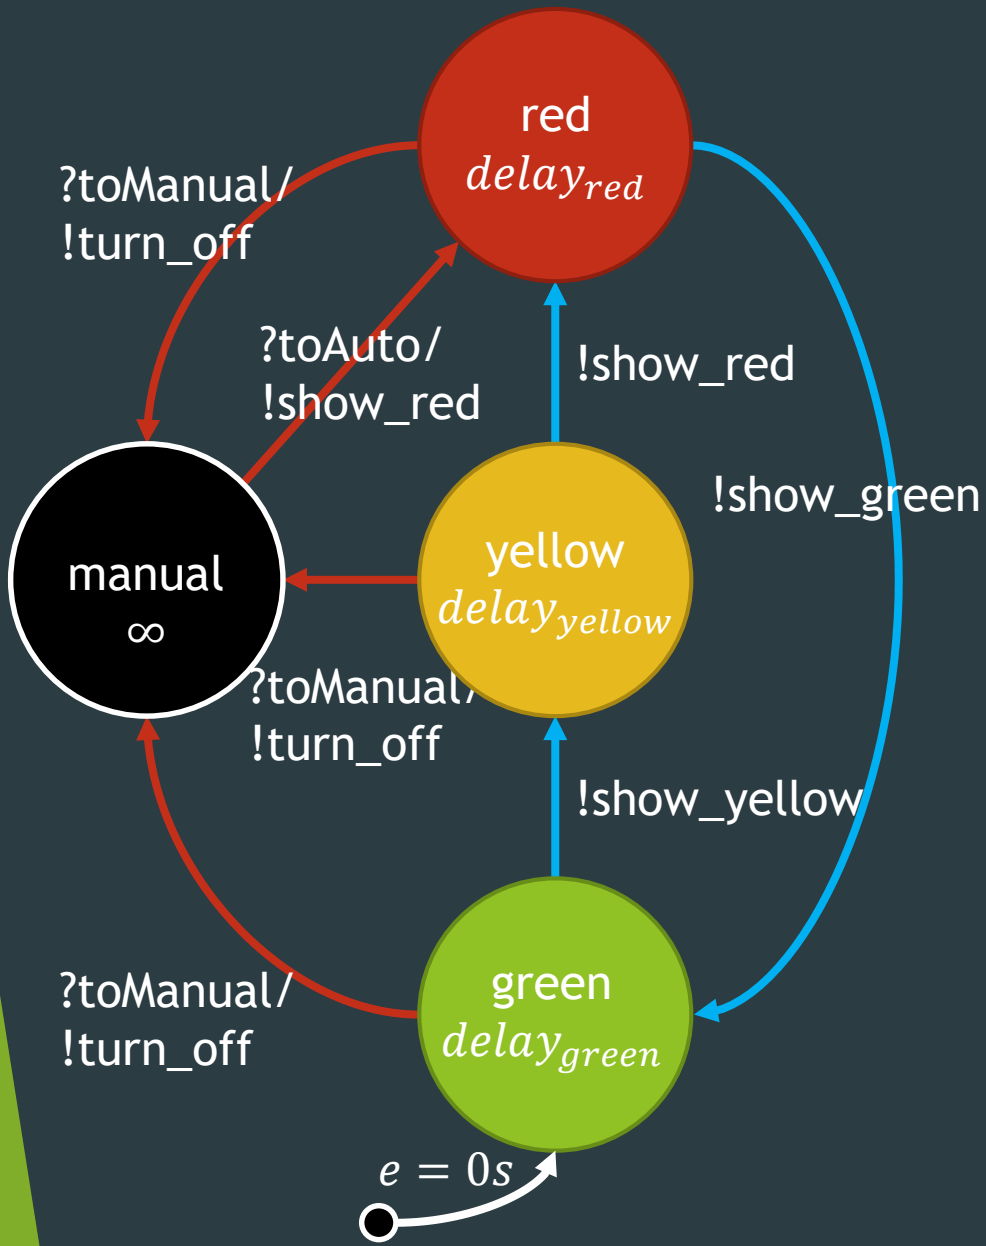 red
delay_red
?toManual/
!turn_off
?toAuto/
!show_red
!show_red
!show_green
yellow
delay_yellow
manual
∞
?toManual/
!turn_off
!show_yellow
green
delay_green
?toManual/
!turn_off
e = 0s